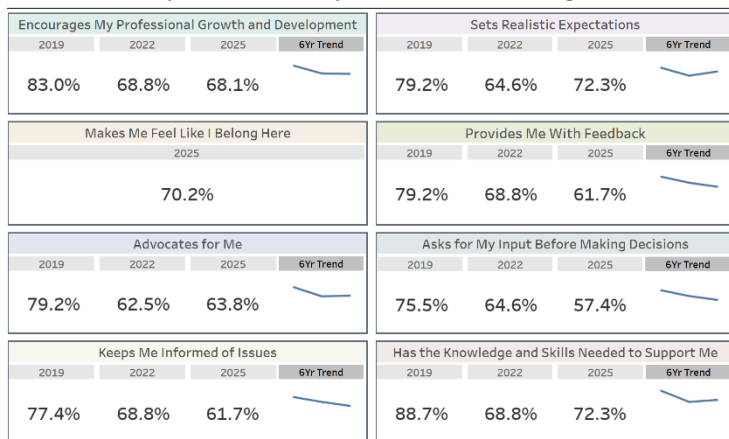 Encourages My Professional Growth and Development
2019 2022 2025 6Yr Trend
83.0% 68.8% 68.1%
Sets Realistic Expectations
2019 2022 2025 6Yr Trend
79.2% 64.6% 72.3%
Makes Me Feel Like I Belong Here
2025
70.2%
Provides Me With Feedback
2019 2022 2025 6Yr Trend
79.2% 68.8% 61.7%
Advocates for Me
2019 2022 2025 6Yr Trend
79.2% 62.5% 63.8%
Asks for My Input Before Making Decisions
2019 2022 2025 6Yr Trend
75.5% 64.6% 57.4%
Keeps Me Informed of Issues
2019 2022 2025 6Yr Trend
77.4% 68.8% 61.7%
Has the Knowledge and Skills Needed to Support Me
2019 2022 2025 6Yr Trend
88.7% 68.8% 72.3%